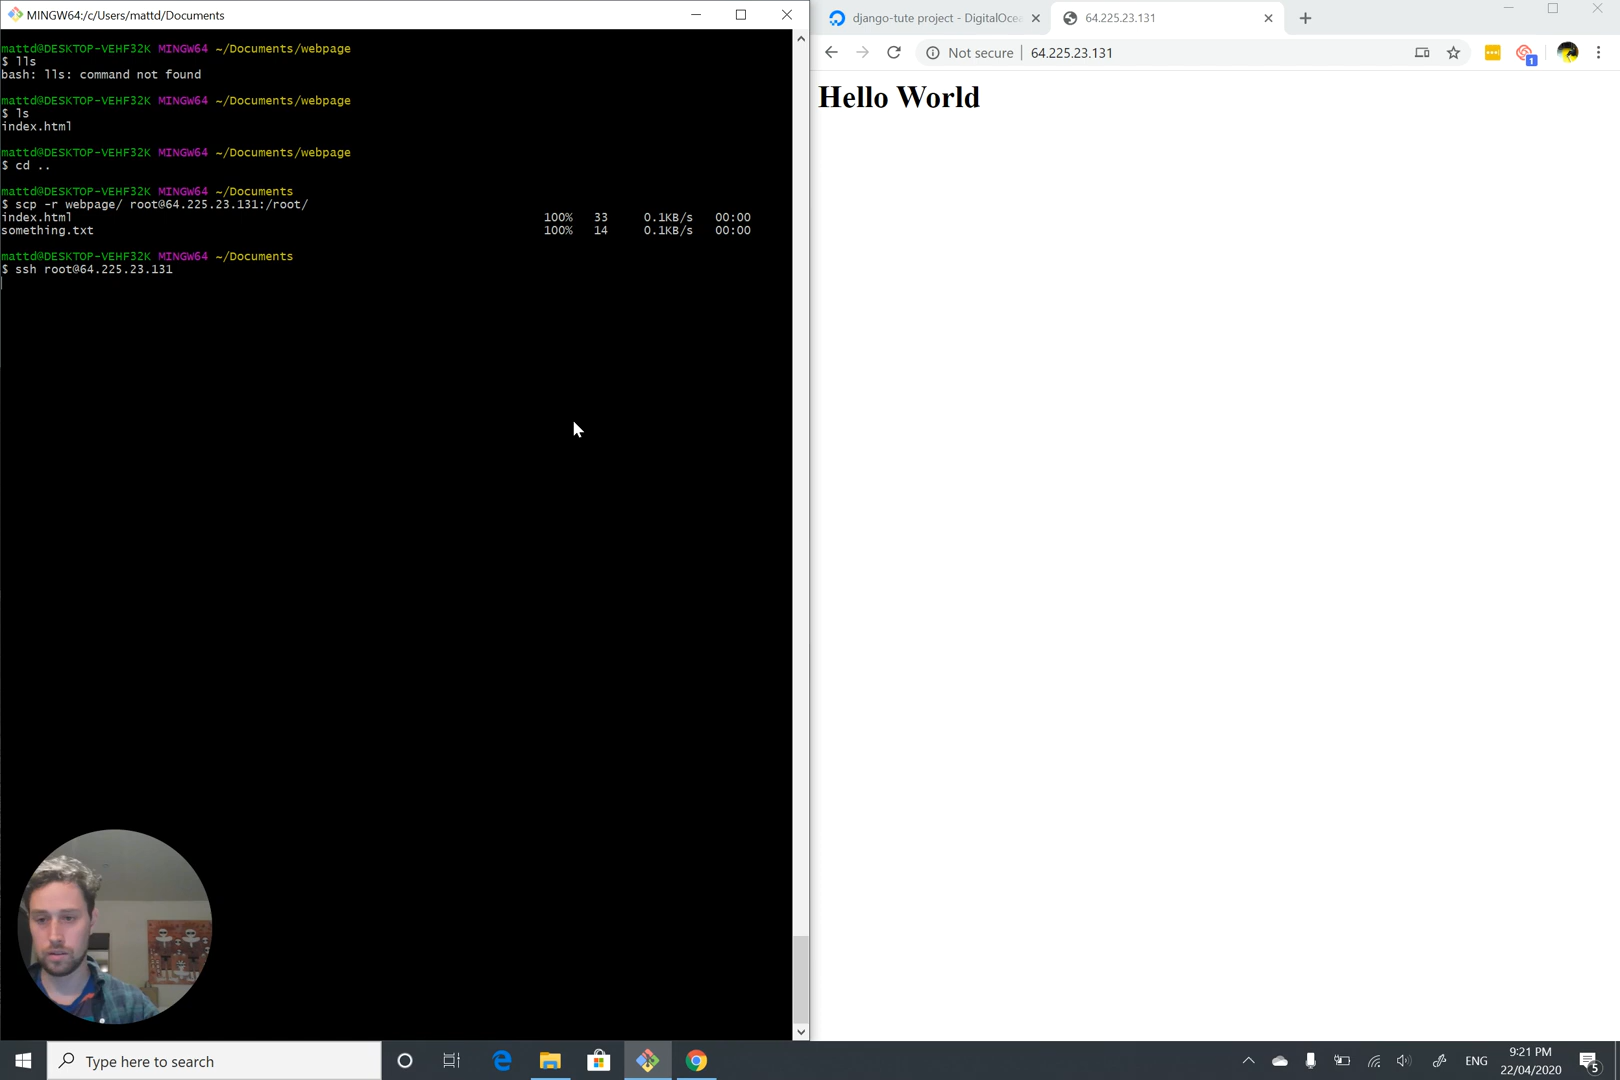 MINGW64:/c/Users/mattd/Documents
mattd@DESKTOP-VEHF32K MINGW64 ~/Documents/webpage
$ lls
bash: lls: command not found
mattd@DESKTOP-VEHF32K MINGW64 ~/Documents/webpage
$ ls
index.html
mattd@DESKTOP-VEHF32K MINGW64 ~/Documents/webpage
$ cd ..
mattd@DESKTOP-VEHF32K MINGW64 ~/Documents
$ scp -r webpage/ root@64.225.23.131:/root/
index.html 100% 33 0.1KB/s 00:00
something.txt 100% 14 0.1KB/s 00:00
mattd@DESKTOP-VEHF32K MINGW64 ~/Documents
$ ssh root@64.225.23.131
django-tute project - DigitalOce
64.225.23.131
Not secure | 64.225.23.131
1
Hello World
Type here to search
ENG
9:21 PM
22/04/2020
5